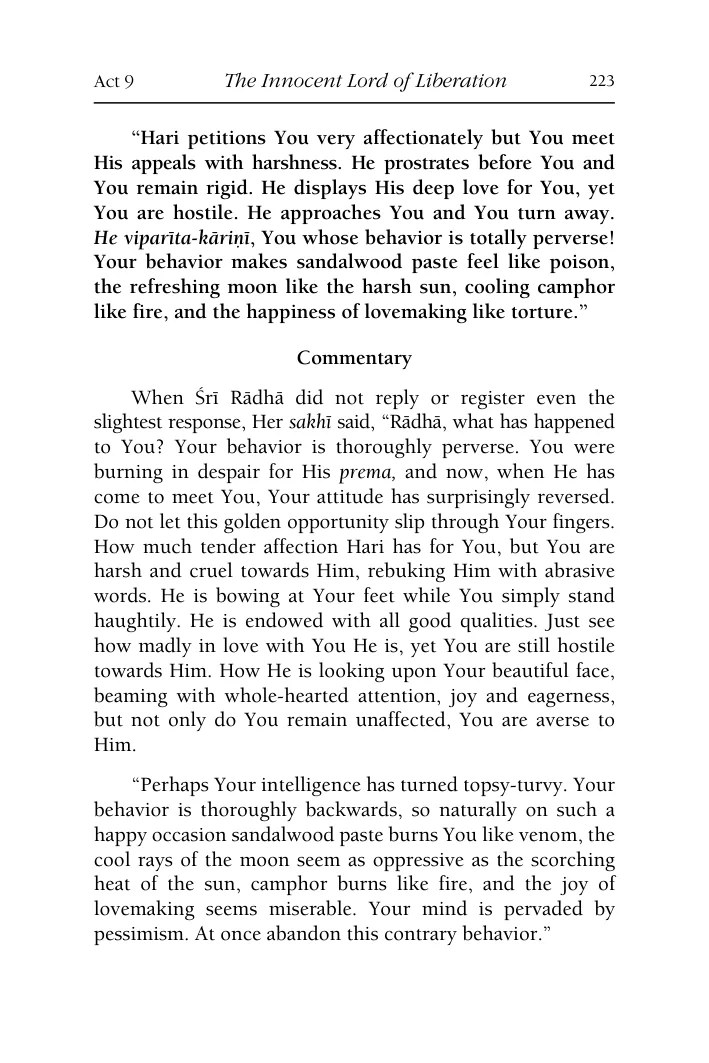 Act 9 The Innocent Lord of Liberation 223
“Hari petitions You very affectionately but You meet
His appeals with harshness. He prostrates before You and
You remain rigid. He displays His deep love for You, yet
You are hostile. He approaches You and You turn away.
He viparīta-kāriṇī, You whose behavior is totally perverse!
Your behavior makes sandalwood paste feel like poison,
the refreshing moon like the harsh sun, cooling camphor
like fire, and the happiness of lovemaking like torture.”
Commentary
When Śrī Rādhā did not reply or register even the
slightest response, Her sakhī said, “Rādhā, what has happened
to You? Your behavior is thoroughly perverse. You were
burning in despair for His prema, and now, when He has
come to meet You, Your attitude has surprisingly reversed.
Do not let this golden opportunity slip through Your fingers.
How much tender affection Hari has for You, but You are
harsh and cruel towards Him, rebuking Him with abrasive
words. He is bowing at Your feet while You simply stand
haughtily. He is endowed with all good qualities. Just see
how madly in love with You He is, yet You are still hostile
towards Him. How He is looking upon Your beautiful face,
beaming with whole-hearted attention, joy and eagerness,
but not only do You remain unaffected, You are averse to
Him.
“Perhaps Your intelligence has turned topsy-turvy. Your
behavior is thoroughly backwards, so naturally on such a
happy occasion sandalwood paste burns You like venom, the
cool rays of the moon seem as oppressive as the scorching
heat of the sun, camphor burns like fire, and the joy of
lovemaking seems miserable. Your mind is pervaded by
pessimism. At once abandon this contrary behavior.”